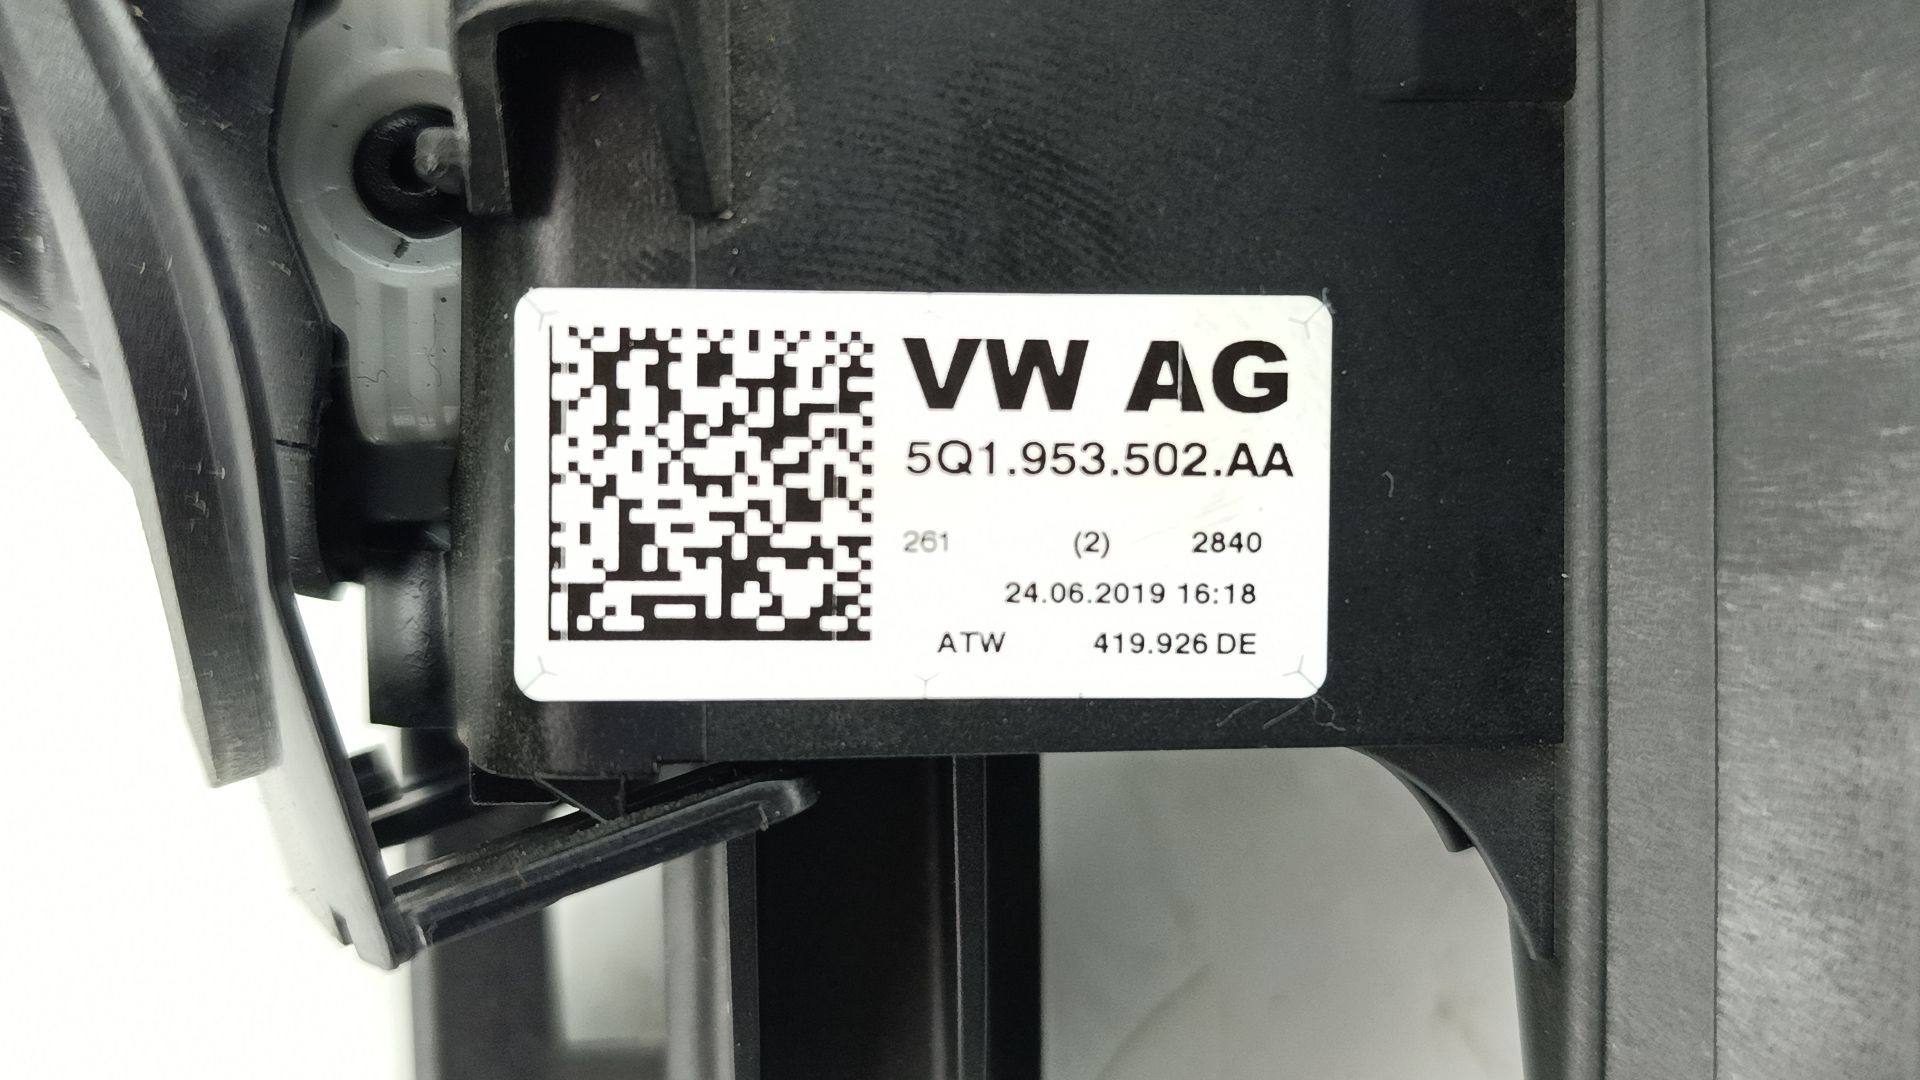 VW AG
5Q1.953.502.AA
261 (2) 2840
24.06.2019 16:18
ATW 419.926 DE